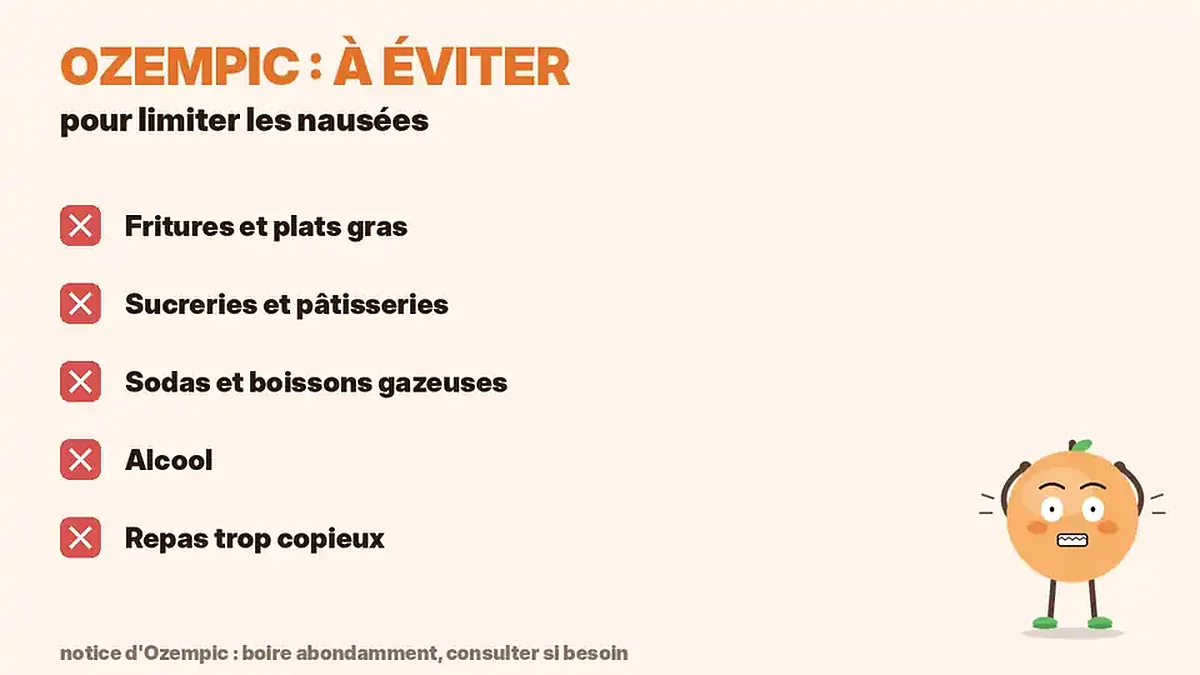 OZEMPIC : À ÉVITER
pour limiter les nausées
Fritures et plats gras
Sucreries et pâtisseries
Sodas et boissons gazeuses
Alcool
Repas trop copieux
notice d'Ozempic : boire abondamment, consulter si besoin